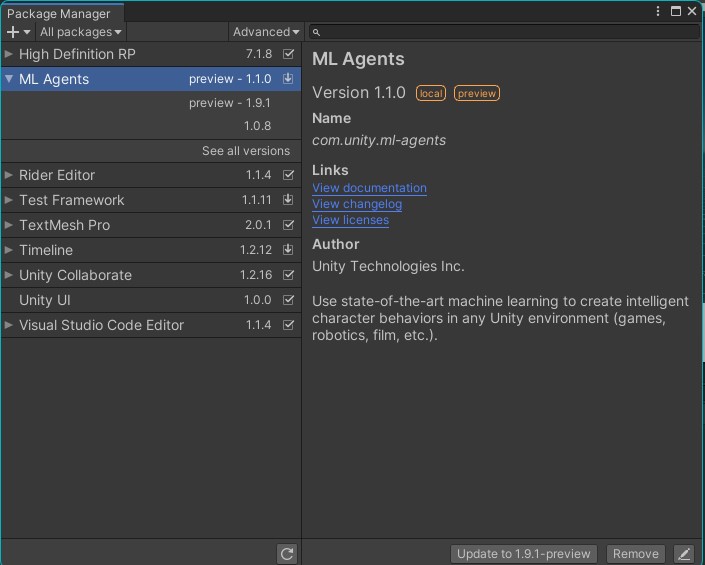 Package Manager
+ All packages Advanced
High Definition RP 7.1.8
ML Agents preview - 1.1.0
preview - 1.9.1
1.0.8
See all versions
Rider Editor 1.1.4
Test Framework 1.1.11
TextMesh Pro 2.0.1
Timeline 1.2.12
Unity Collaborate 1.2.16
Unity UI 1.0.0
Visual Studio Code Editor 1.1.4
ML Agents
Version 1.1.0 local preview
Name
com.unity.ml-agents
Links
View documentation
View changelog
View licenses
Author
Unity Technologies Inc.
Use state-of-the-art machine learning to create intelligent
character behaviors in any Unity environment (games,
robotics, film, etc.).
Update to 1.9.1-preview Remove